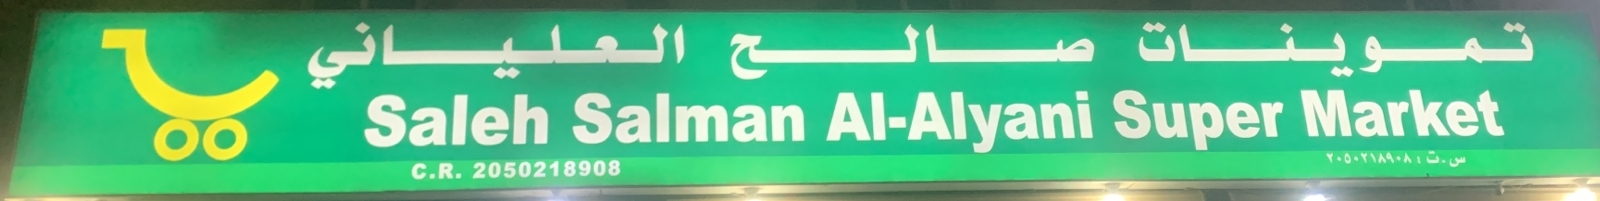 تموينات صالح العلياني
Saleh Salman Al-Alyani Super Market
C.R. 2050218908
س.ت : ٢٠٥٠٢١٨٩٠٨